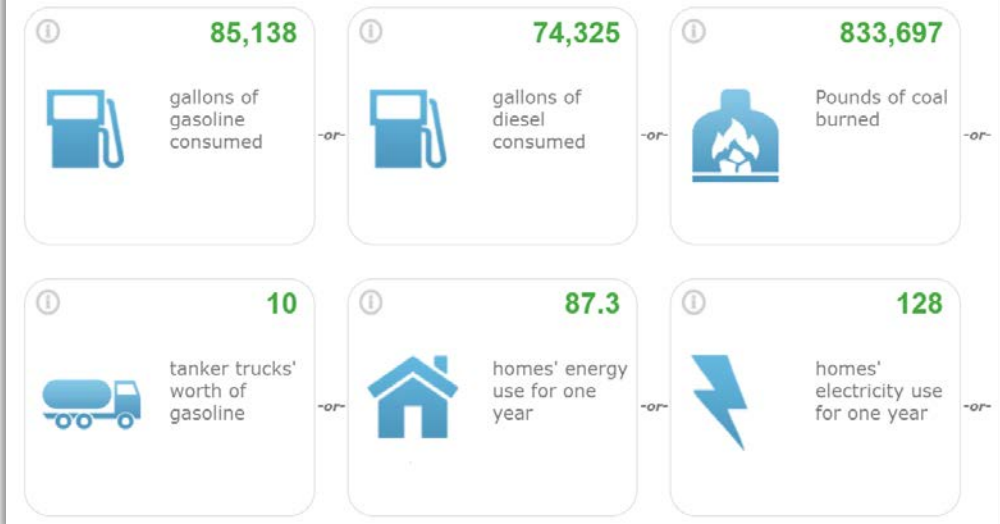 85,138
gallons of
gasoline
consumed
-or-
74,325
gallons of
diesel
consumed
-or-
833,697
Pounds of coal
burned
-or-
10
tanker trucks'
worth of
gasoline
-or-
87.3
homes' energy
use for one
year
-or-
128
homes'
electricity use
for one year
-or-